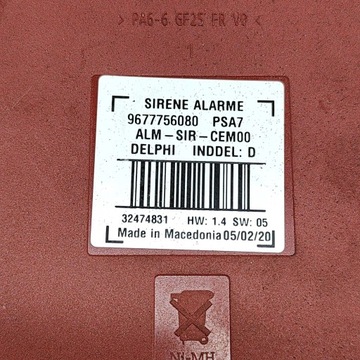 > PA6-6 GF25 FR V0 <
1
SIRENE ALARME
9677756080 PSA7
ALM-SIR-CEM00
DELPHI INDDEL: D
32474831 HW: 1.4 SW: 05
Made in Macedonia 05/02/20
Ni-MH